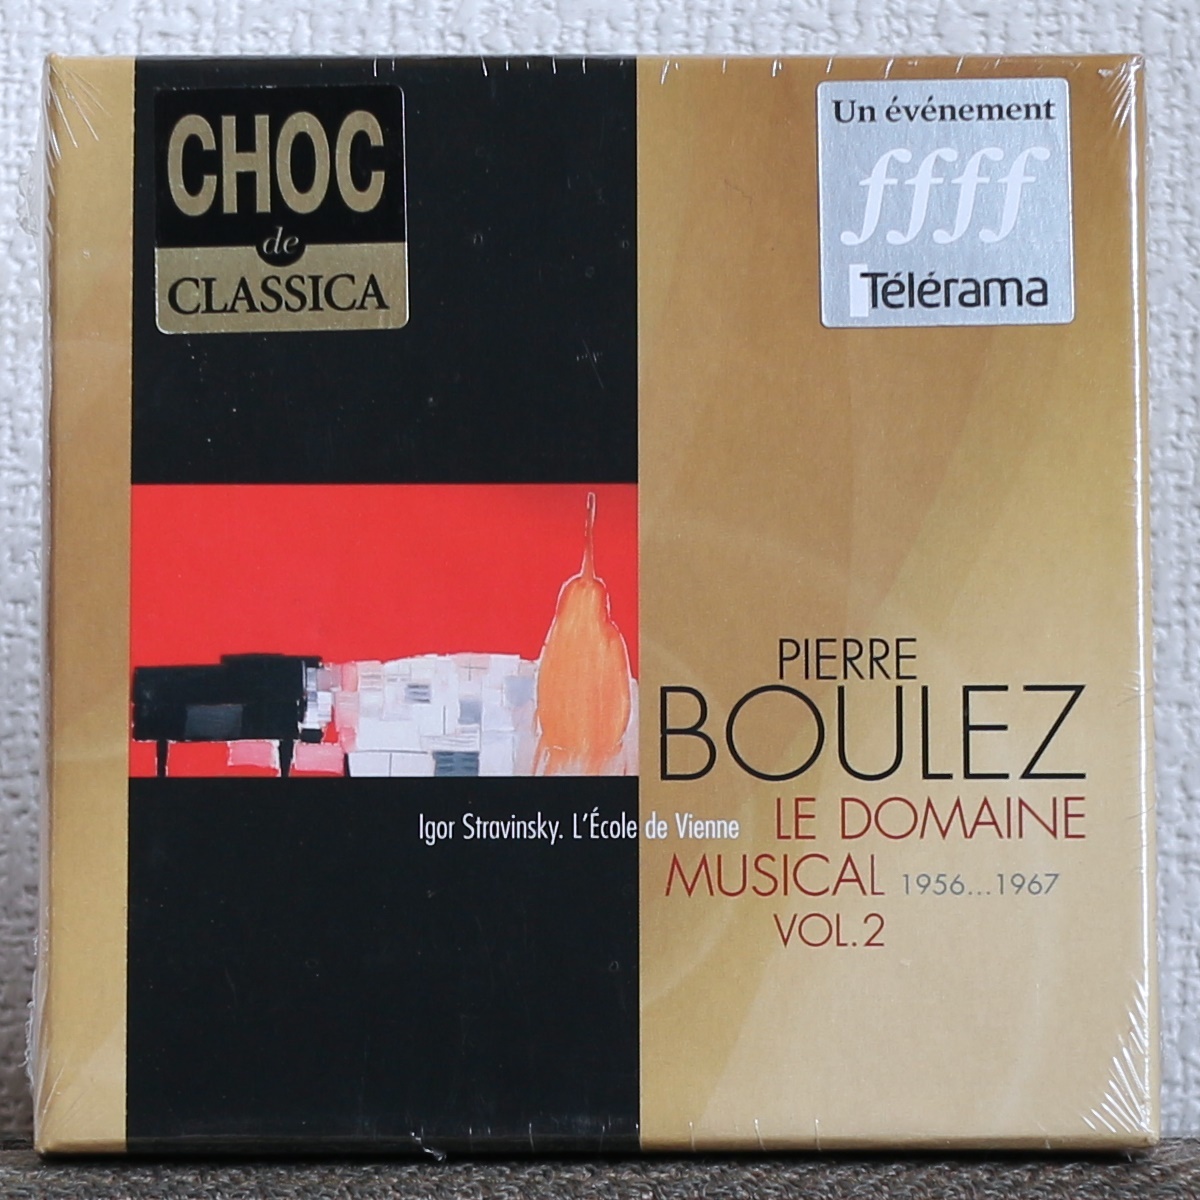 CHOC
de
CLASSICA
Un événement
ffff
Télérama
PIERRE
BOULEZ
Igor Stravinsky. L'École de Vienne
LE DOMAINE
MUSICAL 1956...1967
VOL.2